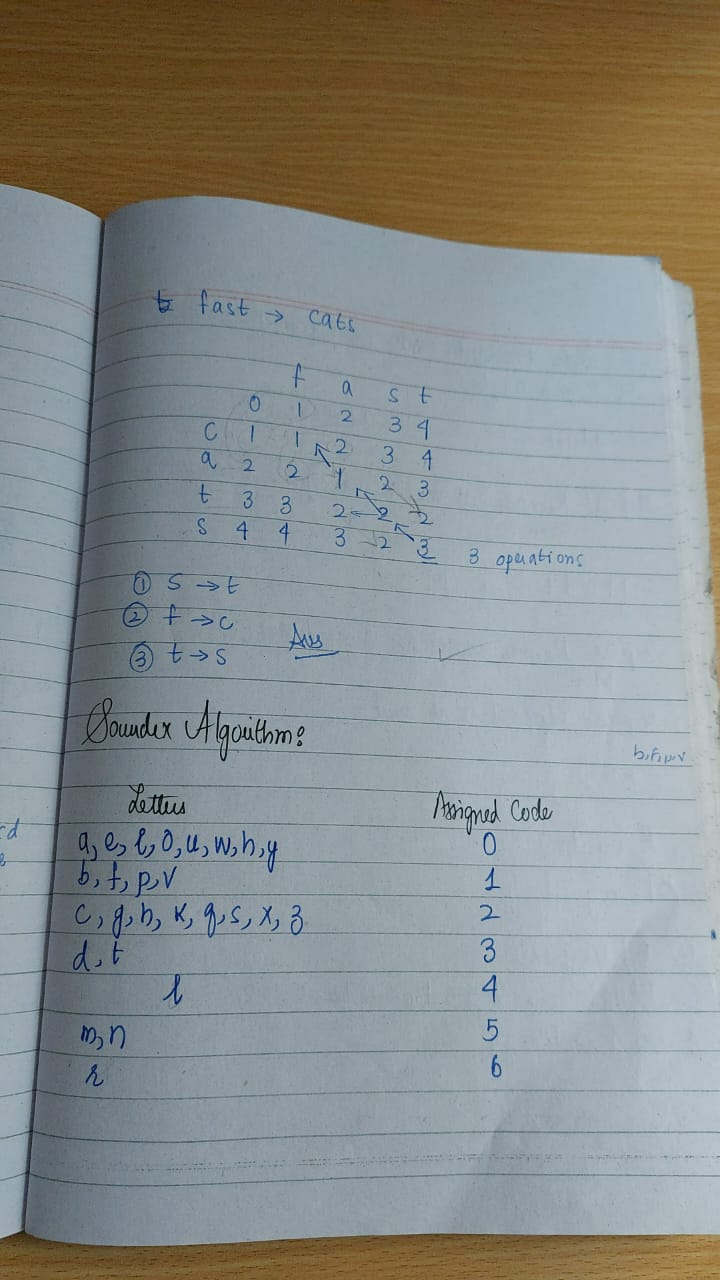 fast → cats
f a s t
0 1 2 3 4
c 1 1 2 3 4
a 2 2 1 2 3
t 3 3 2 2 2
s 4 4 3 2 3 3 operations
① s → t
② f → c
Ans
③ t → s
Soundex Algorithm:
b, f, p, v
Letters Assigned Code
a, e, i, o, u, w, h, y 0
b, f, p, v 1
c, g, h, k, q, s, x, z 2
d, t 3
l 4
m, n 5
r 6